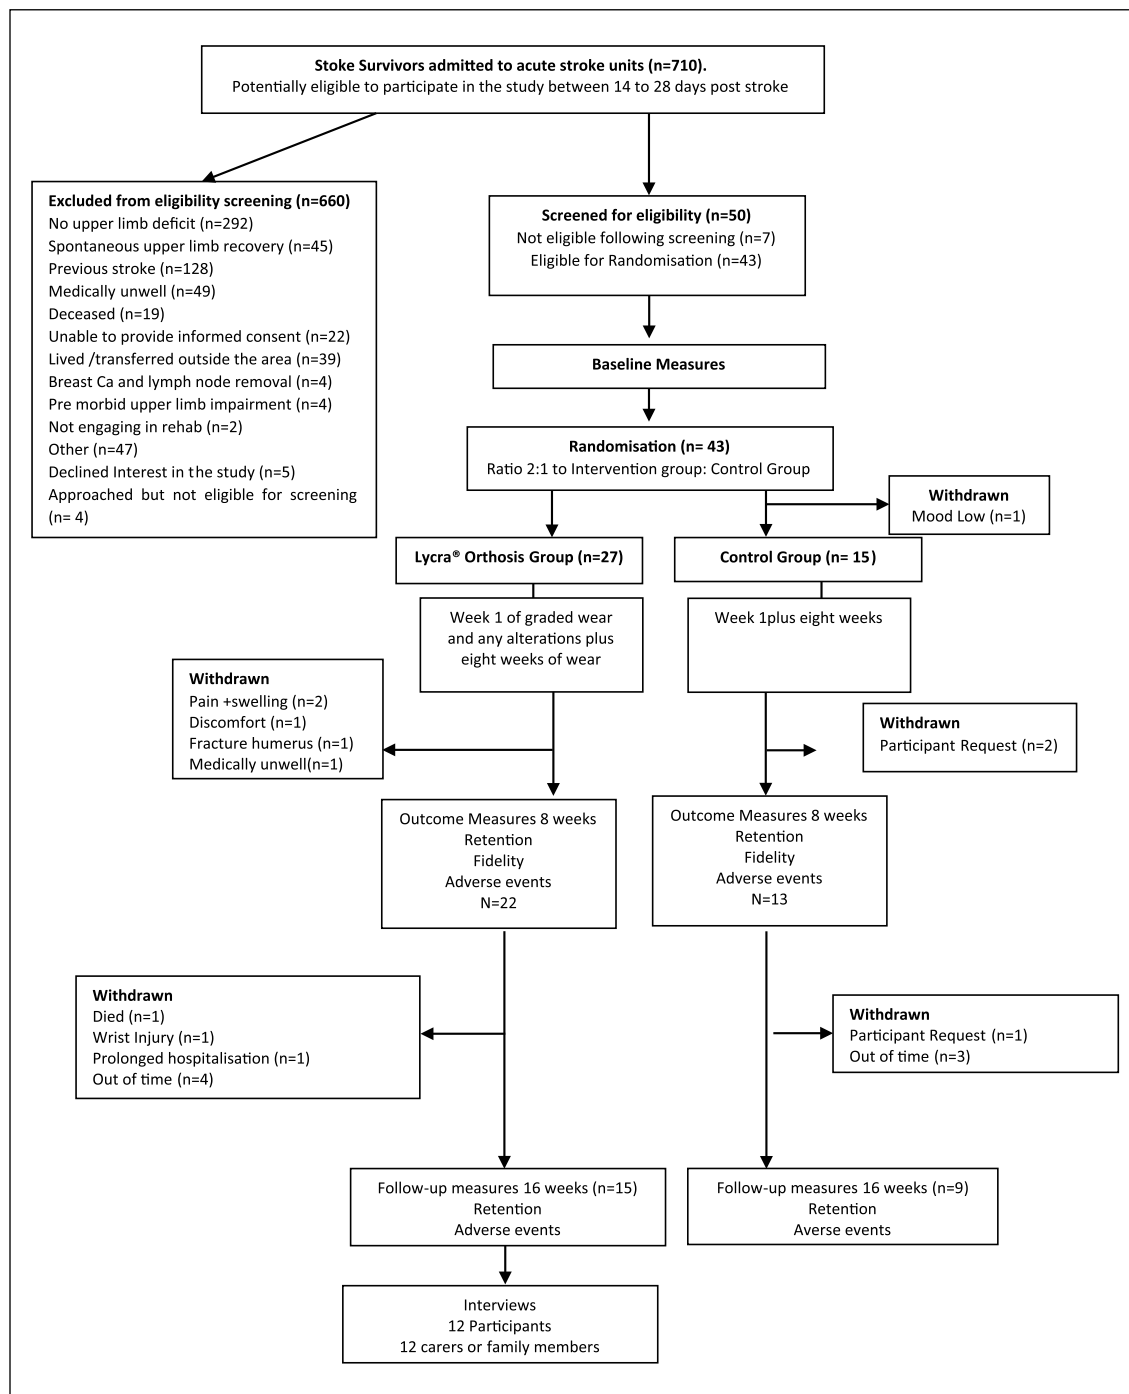 Stoke Survivors admitted to acute stroke units (n=710).
Potentially eligible to participate in the study between 14 to 28 days post stroke
Excluded from eligibility screening (n=660)
No upper limb deficit (n=292)
Spontaneous upper limb recovery (n=45)
Previous stroke (n=128)
Medically unwell (n=49)
Deceased (n=19)
Unable to provide informed consent (n=22)
Lived /transferred outside the area (n=39)
Breast Ca and lymph node removal (n=4)
Pre morbid upper limb impairment (n=4)
Not engaging in rehab (n=2)
Other (n=47)
Declined Interest in the study (n=5)
Approached but not eligible for screening
(n= 4)
Screened for eligibility (n=50)
Not eligible following screening (n=7)
Eligible for Randomisation (n=43)
Baseline Measures
Randomisation (n= 43)
Ratio 2:1 to Intervention group: Control Group
Withdrawn
Mood Low (n=1)
Lycra® Orthosis Group (n=27)
Control Group (n= 15)
Week 1 of graded wear
and any alterations plus
eight weeks of wear
Week 1plus eight weeks
Withdrawn
Pain +swelling (n=2)
Discomfort (n=1)
Fracture humerus (n=1)
Medically unwell(n=1)
Withdrawn
Participant Request (n=2)
Outcome Measures 8 weeks
Retention
Fidelity
Adverse events
N=22
Outcome Measures 8 weeks
Retention
Fidelity
Adverse events
N=13
Withdrawn
Died (n=1)
Wrist Injury (n=1)
Prolonged hospitalisation (n=1)
Out of time (n=4)
Withdrawn
Participant Request (n=1)
Out of time (n=3)
Follow-up measures 16 weeks (n=15)
Retention
Adverse events
Follow-up measures 16 weeks (n=9)
Retention
Averse events
Interviews
12 Participants
12 carers or family members